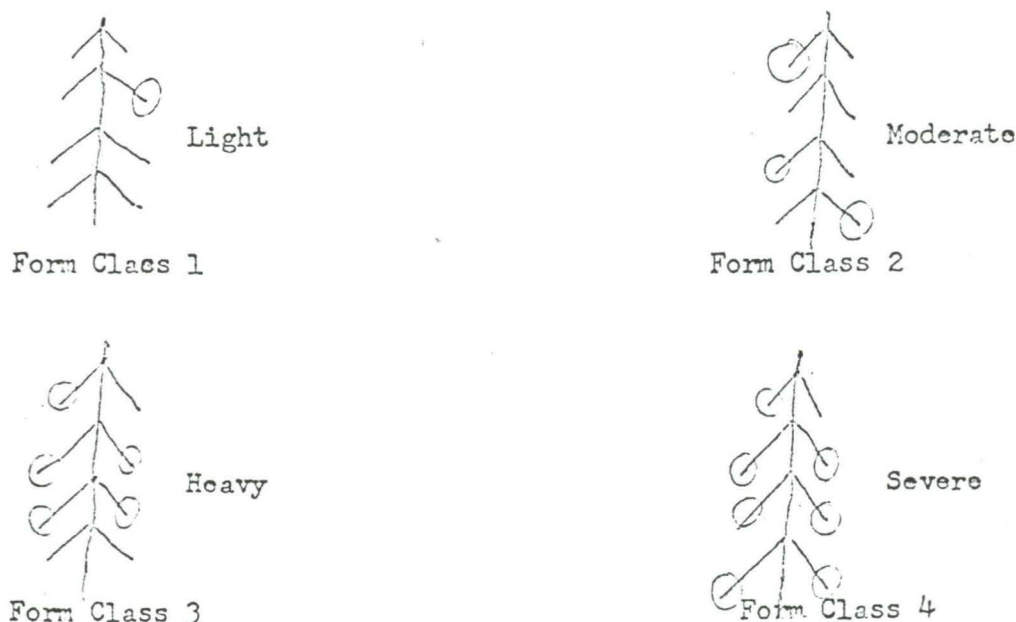 Light
Form Class 1
Moderate
Form Class 2
Heavy
Form Class 3
Severe
Form Class 4